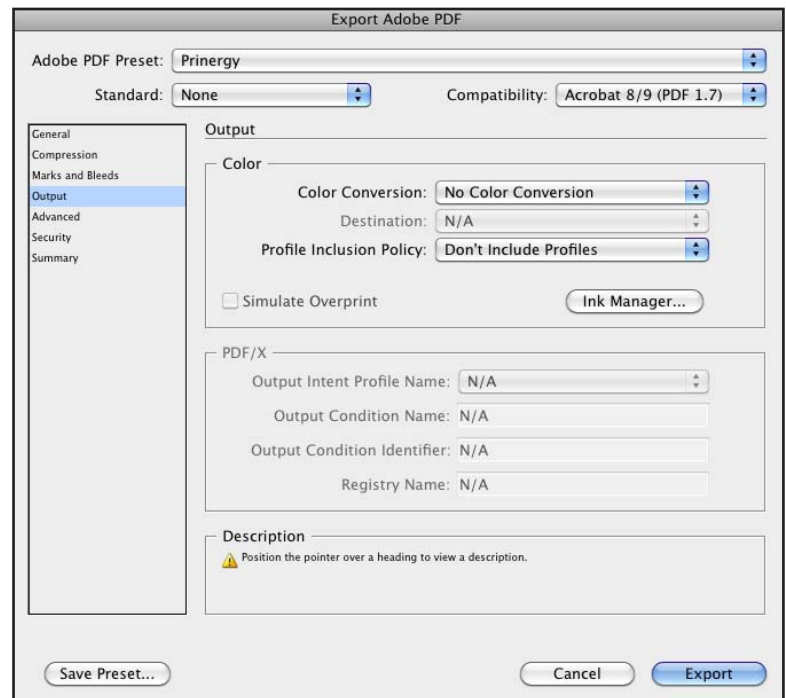 Export Adobe PDF
Adobe PDF Preset: Prinergy
Standard: None Compatibility: Acrobat 8/9 (PDF 1.7)
General
Compression
Marks and Bleeds
Output
Advanced
Security
Summary
Output
Color
Color Conversion: No Color Conversion
Destination: N/A
Profile Inclusion Policy: Don't Include Profiles
Simulate Overprint Ink Manager...
PDF/X
Output Intent Profile Name: N/A
Output Condition Name: N/A
Output Condition Identifier: N/A
Registry Name: N/A
Description
Position the pointer over a heading to view a description.
Save Preset... Cancel Export